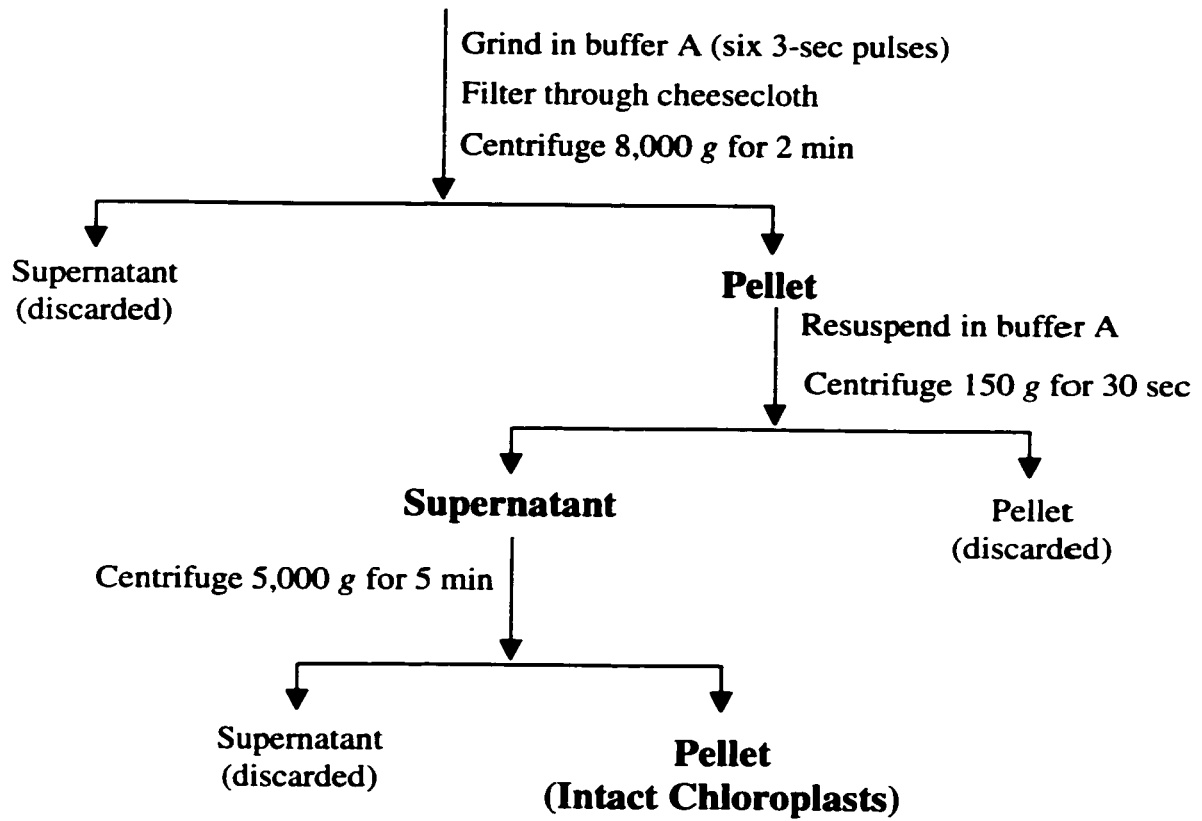 Grind in buffer A (six 3-sec pulses)
Filter through cheesecloth
Centrifuge 8,000 g for 2 min
Supernatant
(discarded)
Pellet
Resuspend in buffer A
Centrifuge 150 g for 30 sec
Supernatant
Pellet
(discarded)
Centrifuge 5,000 g for 5 min
Supernatant
(discarded)
Pellet
(Intact Chloroplasts)